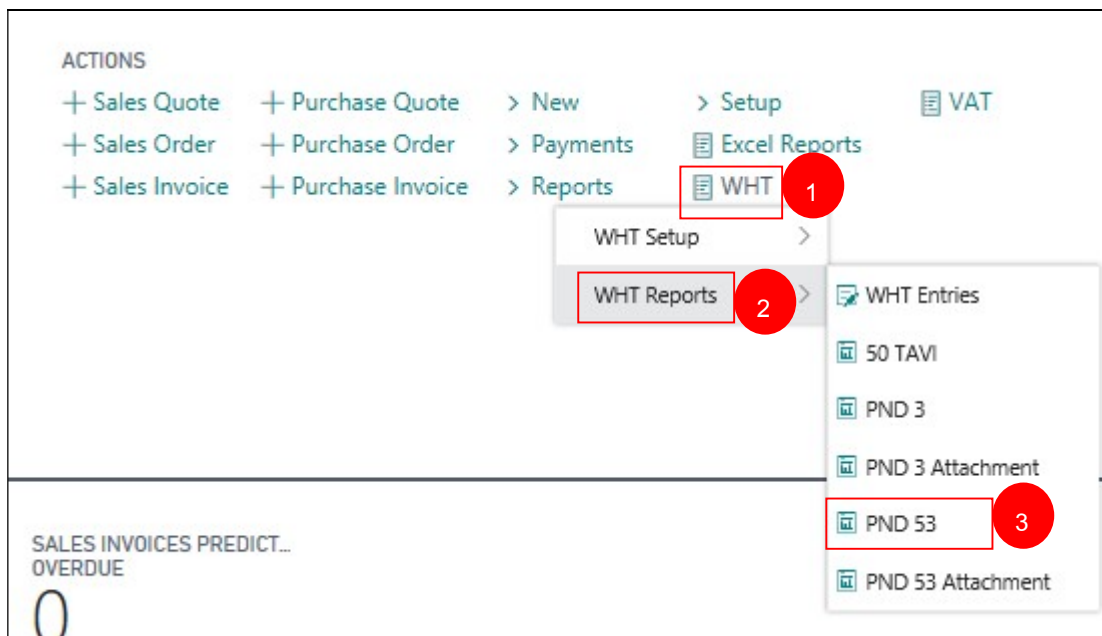 ACTIONS
+ Sales Quote + Purchase Quote > New > Setup VAT
+ Sales Order + Purchase Order > Payments Excel Reports
+ Sales Invoice + Purchase Invoice > Reports WHT 1
WHT Setup >
WHT Reports 2 >
WHT Entries
50 TAVI
PND 3
PND 3 Attachment
PND 53 3
PND 53 Attachment
SALES INVOICES PREDICT...
OVERDUE
0